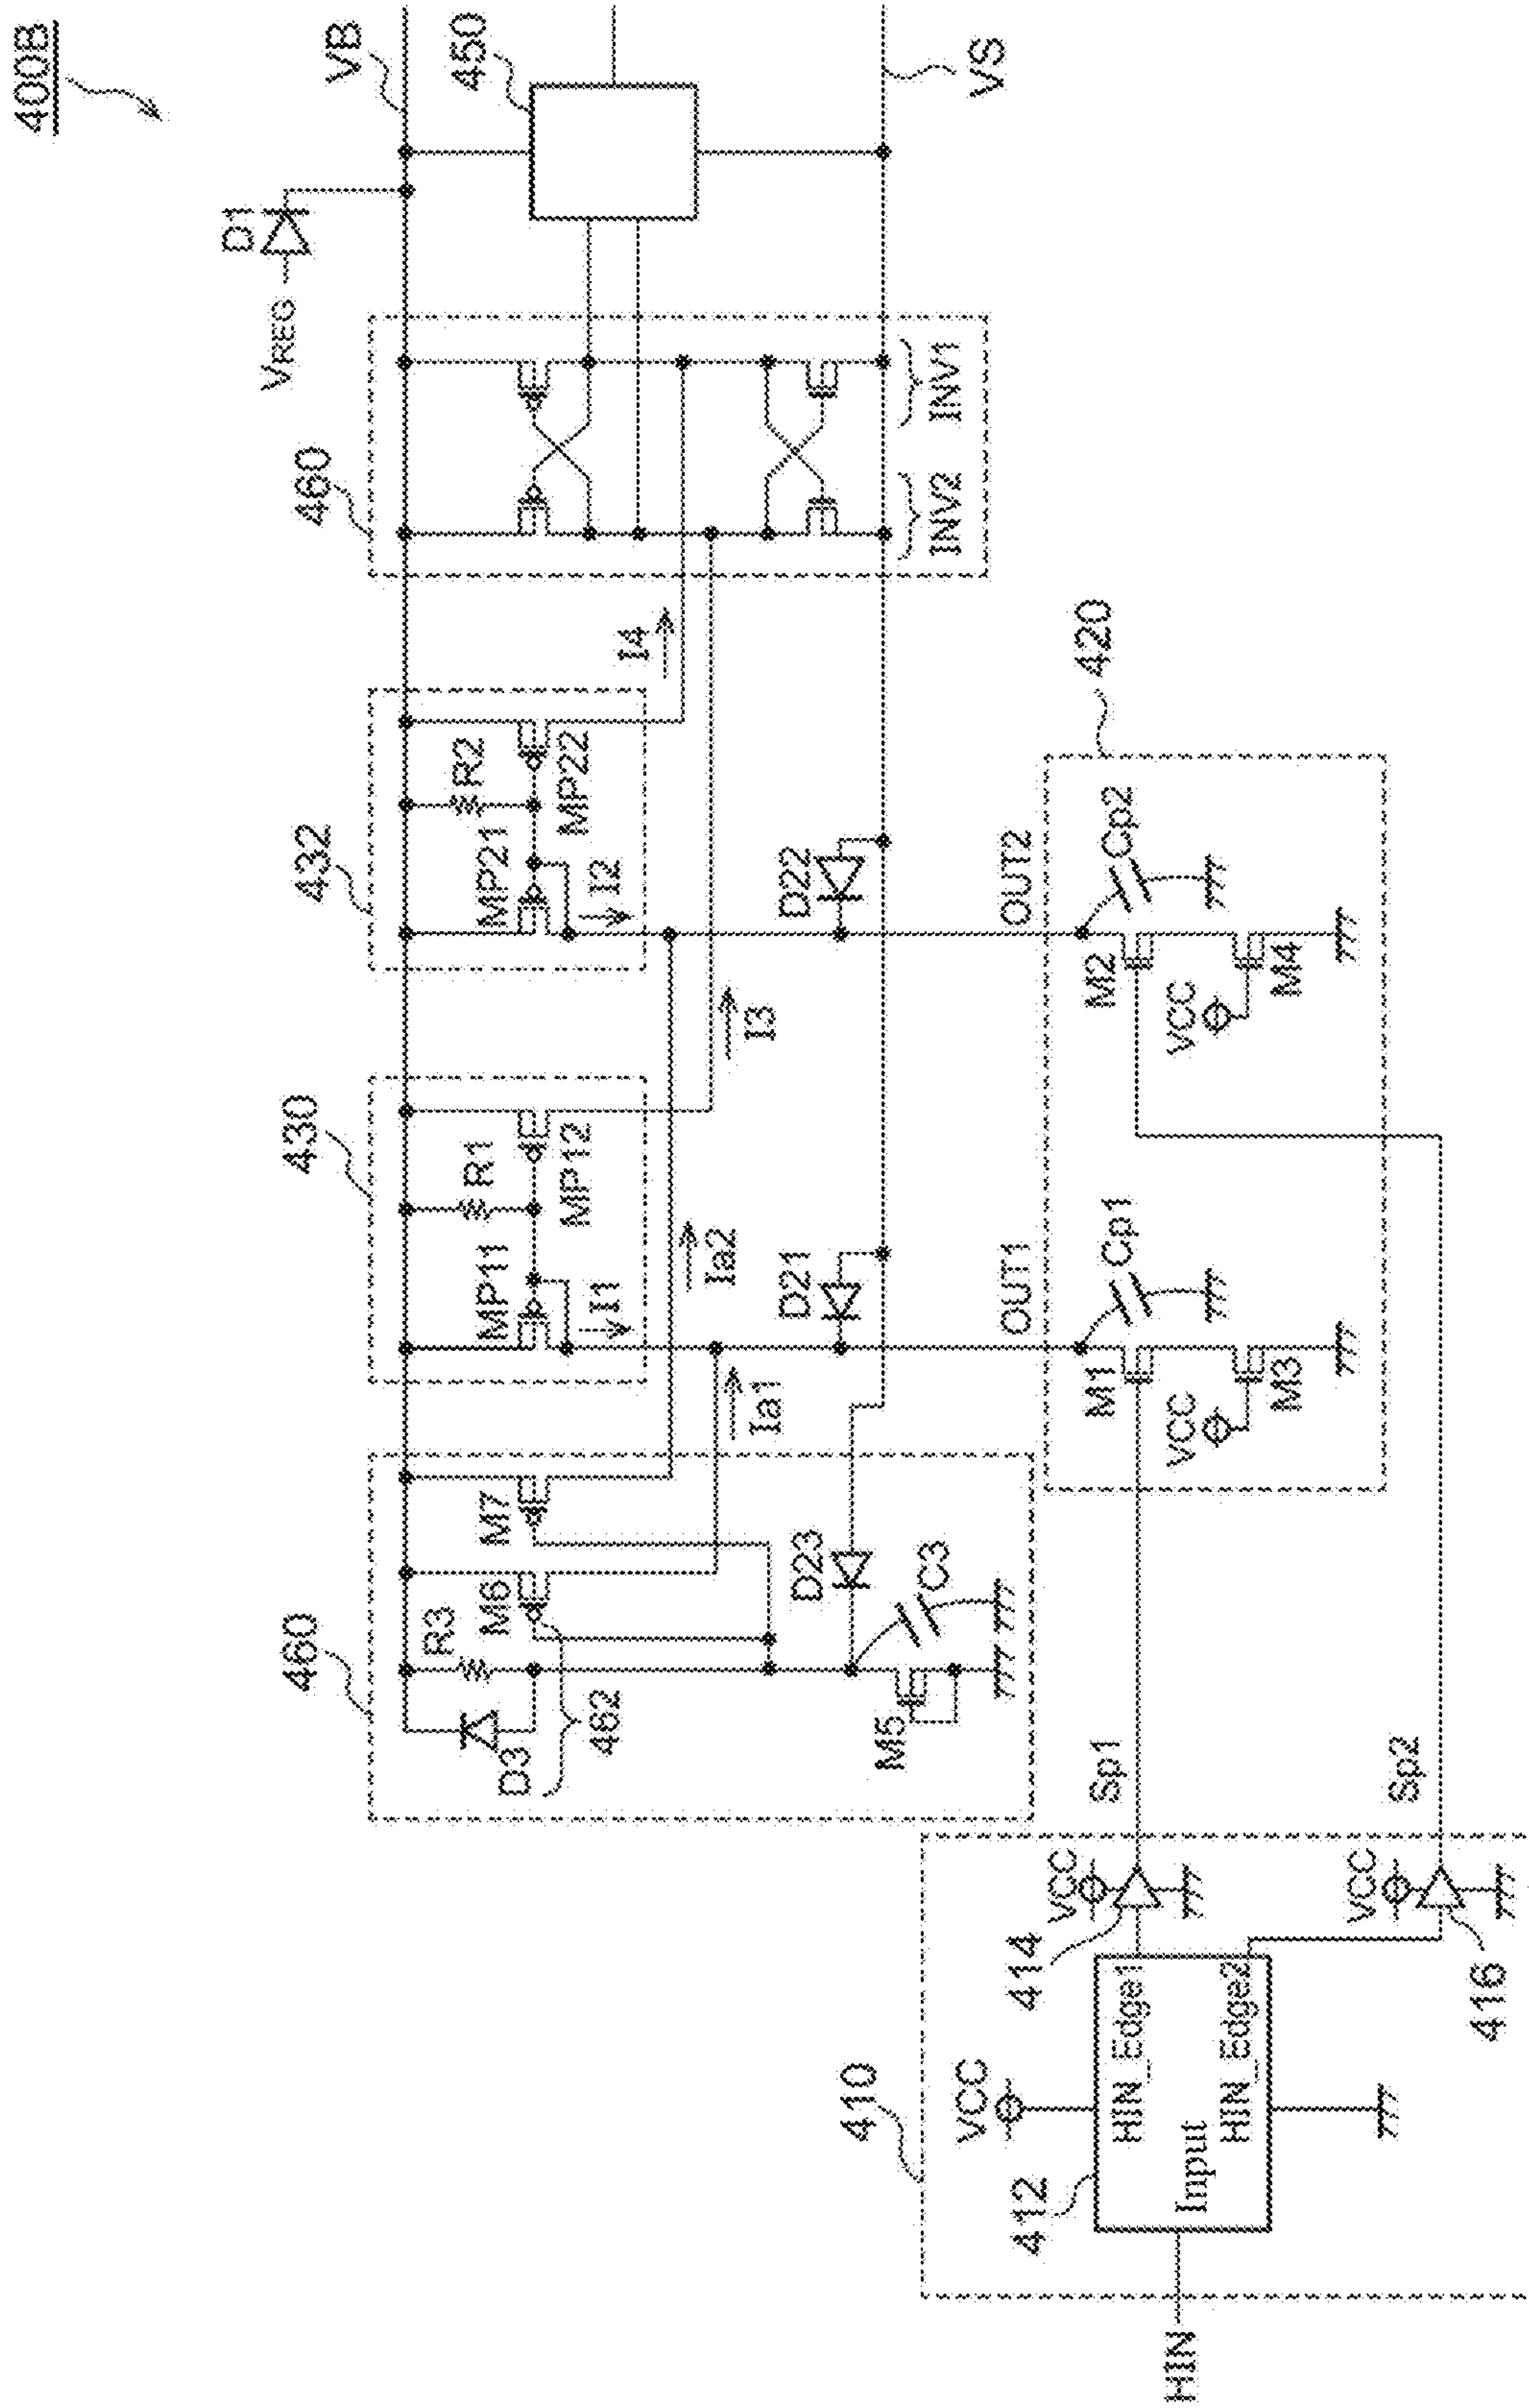 400B
VREG
D1
VB
450
VS
460
INV2
INV1
432
R2
MP21
MP22
I2
I4
D22
OUT2
420
Cp2
M2
VCC
M4
430
R1
MP11
MP12
I1
I3
Ia2
D21
OUT1
Cp1
M1
VCC
M3
Ia1
460
R3
M6
M7
D3
462
D23
C3
M5
Sp1
Sp2
410
VCC
412
Input
HIN_Edge1
HIN_Edge2
414
VCC
416
VCC
HIN